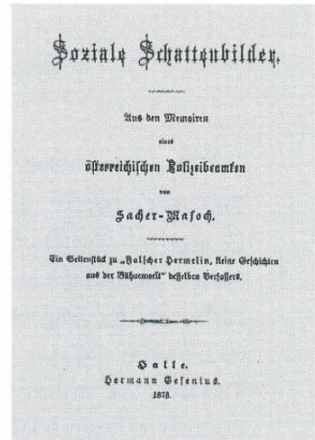 Soziale Schattenbilder.
Aus den Memoiren
eines
österreichischen Polizeibeamten
von
Sacher-Masoch.
Ein Seitenstück zu „Falscher Hermelin, kleine Geschichten
aus der Bühnenwelt" desselben Verfassers.
Halle.
Hermann Gesenius.
1873.